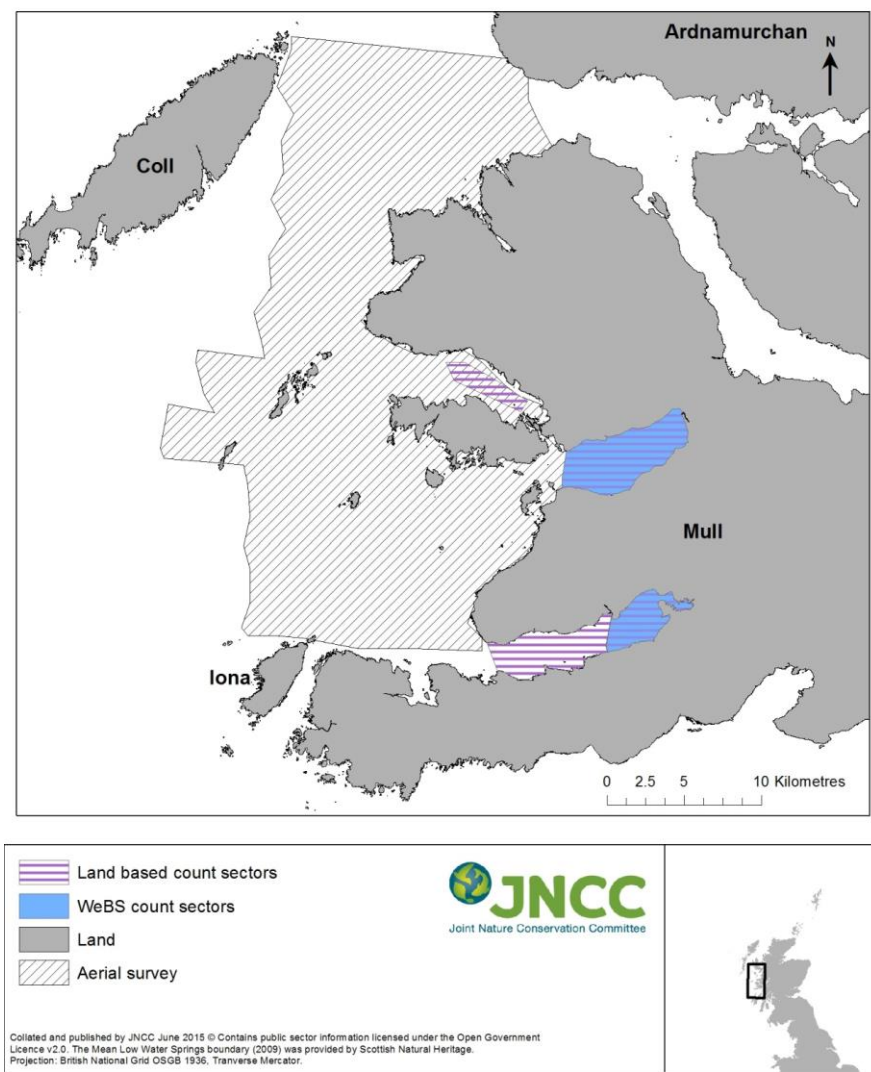 Ardnamurchan
N
Coll
Mull
Iona
0 2.5 5 10 Kilometres
Land based count sectors
WeBS count sectors
Land
Aerial survey
JNCC
Joint Nature Conservation Committee
Collated and published by JNCC June 2015 © Contains public sector information licensed under the Open Government
Licence v2.0. The Mean Low Water Springs boundary (2009) was provided by Scottish Natural Heritage.
Projection: British National Grid OSGB 1936, Tranverse Mercator.